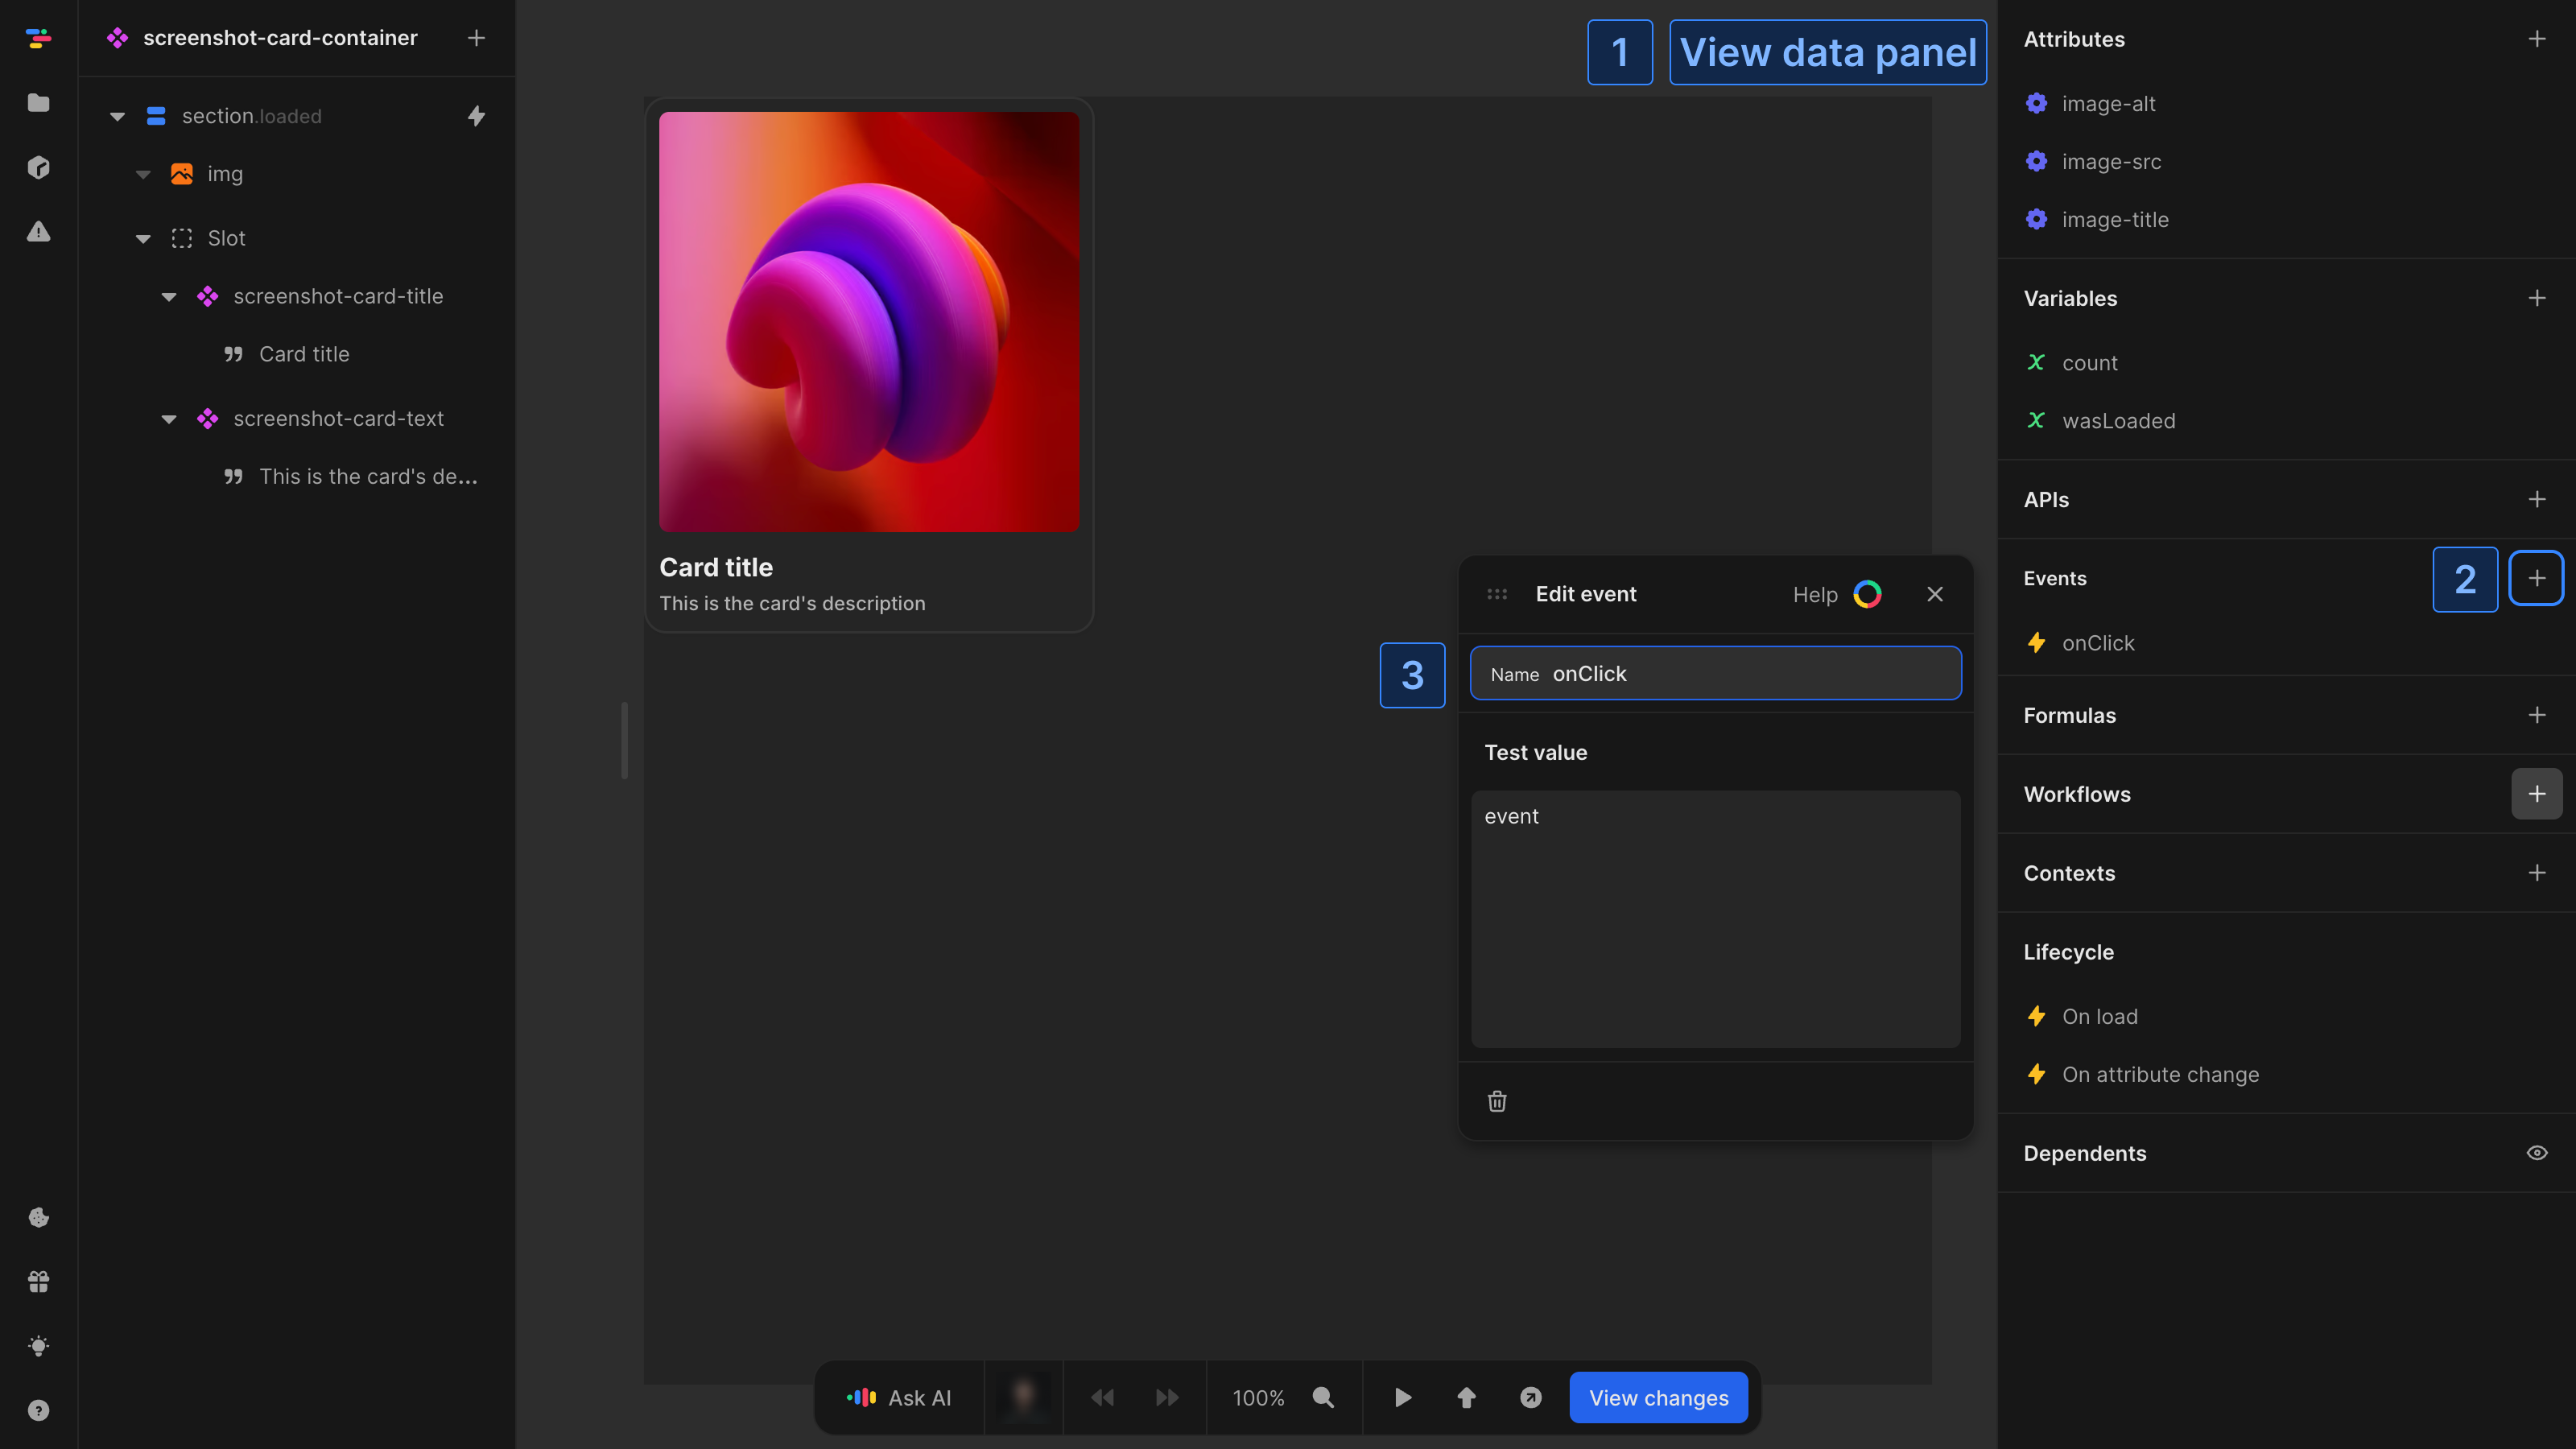 screenshot-card-container
section.loaded
img
Slot
screenshot-card-title
Card title
screenshot-card-text
This is the card's de...
1
View data panel
Card title
This is the card's description
Edit event
Help
3
Name onClick
Test value
event
Ask AI
100%
View changes
Attributes
image-alt
image-src
image-title
Variables
count
wasLoaded
APIs
Events
2
onClick
Formulas
Workflows
Contexts
Lifecycle
On load
On attribute change
Dependents